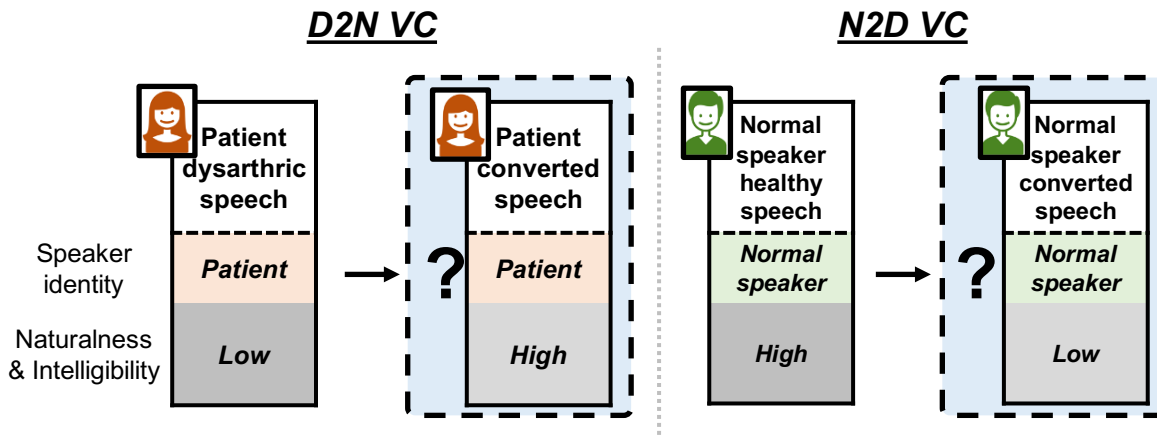 D2N VC
N2D VC
Patient
dysarthric
speech
Patient
converted
speech
Normal
speaker
healthy
speech
Normal
speaker
converted
speech
Speaker
identity
Patient
?
Patient
Normal
speaker
?
Normal
speaker
Naturalness
& Intelligibility
Low
High
High
Low